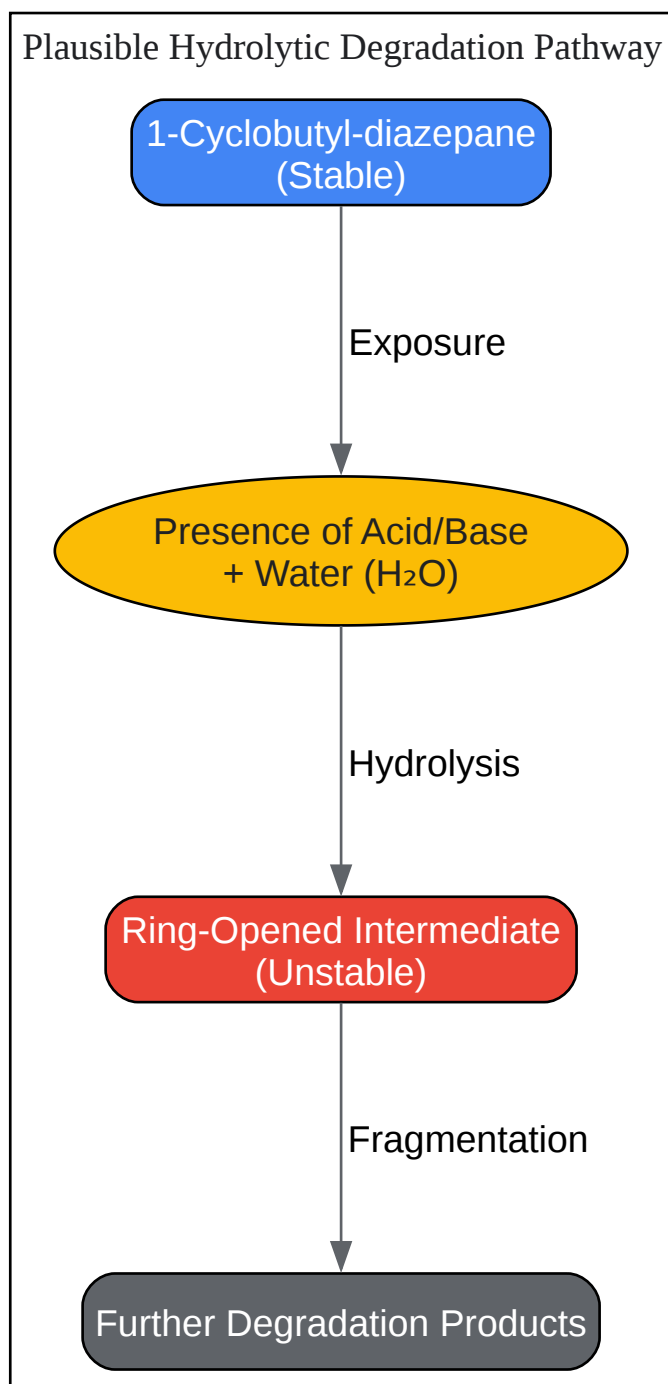 Plausible Hydrolytic Degradation Pathway
1-Cyclobutyl-diazepane
(Stable)
Exposure
Presence of Acid/Base
+ Water (H₂O)
Hydrolysis
Ring-Opened Intermediate
(Unstable)
Fragmentation
Further Degradation Products